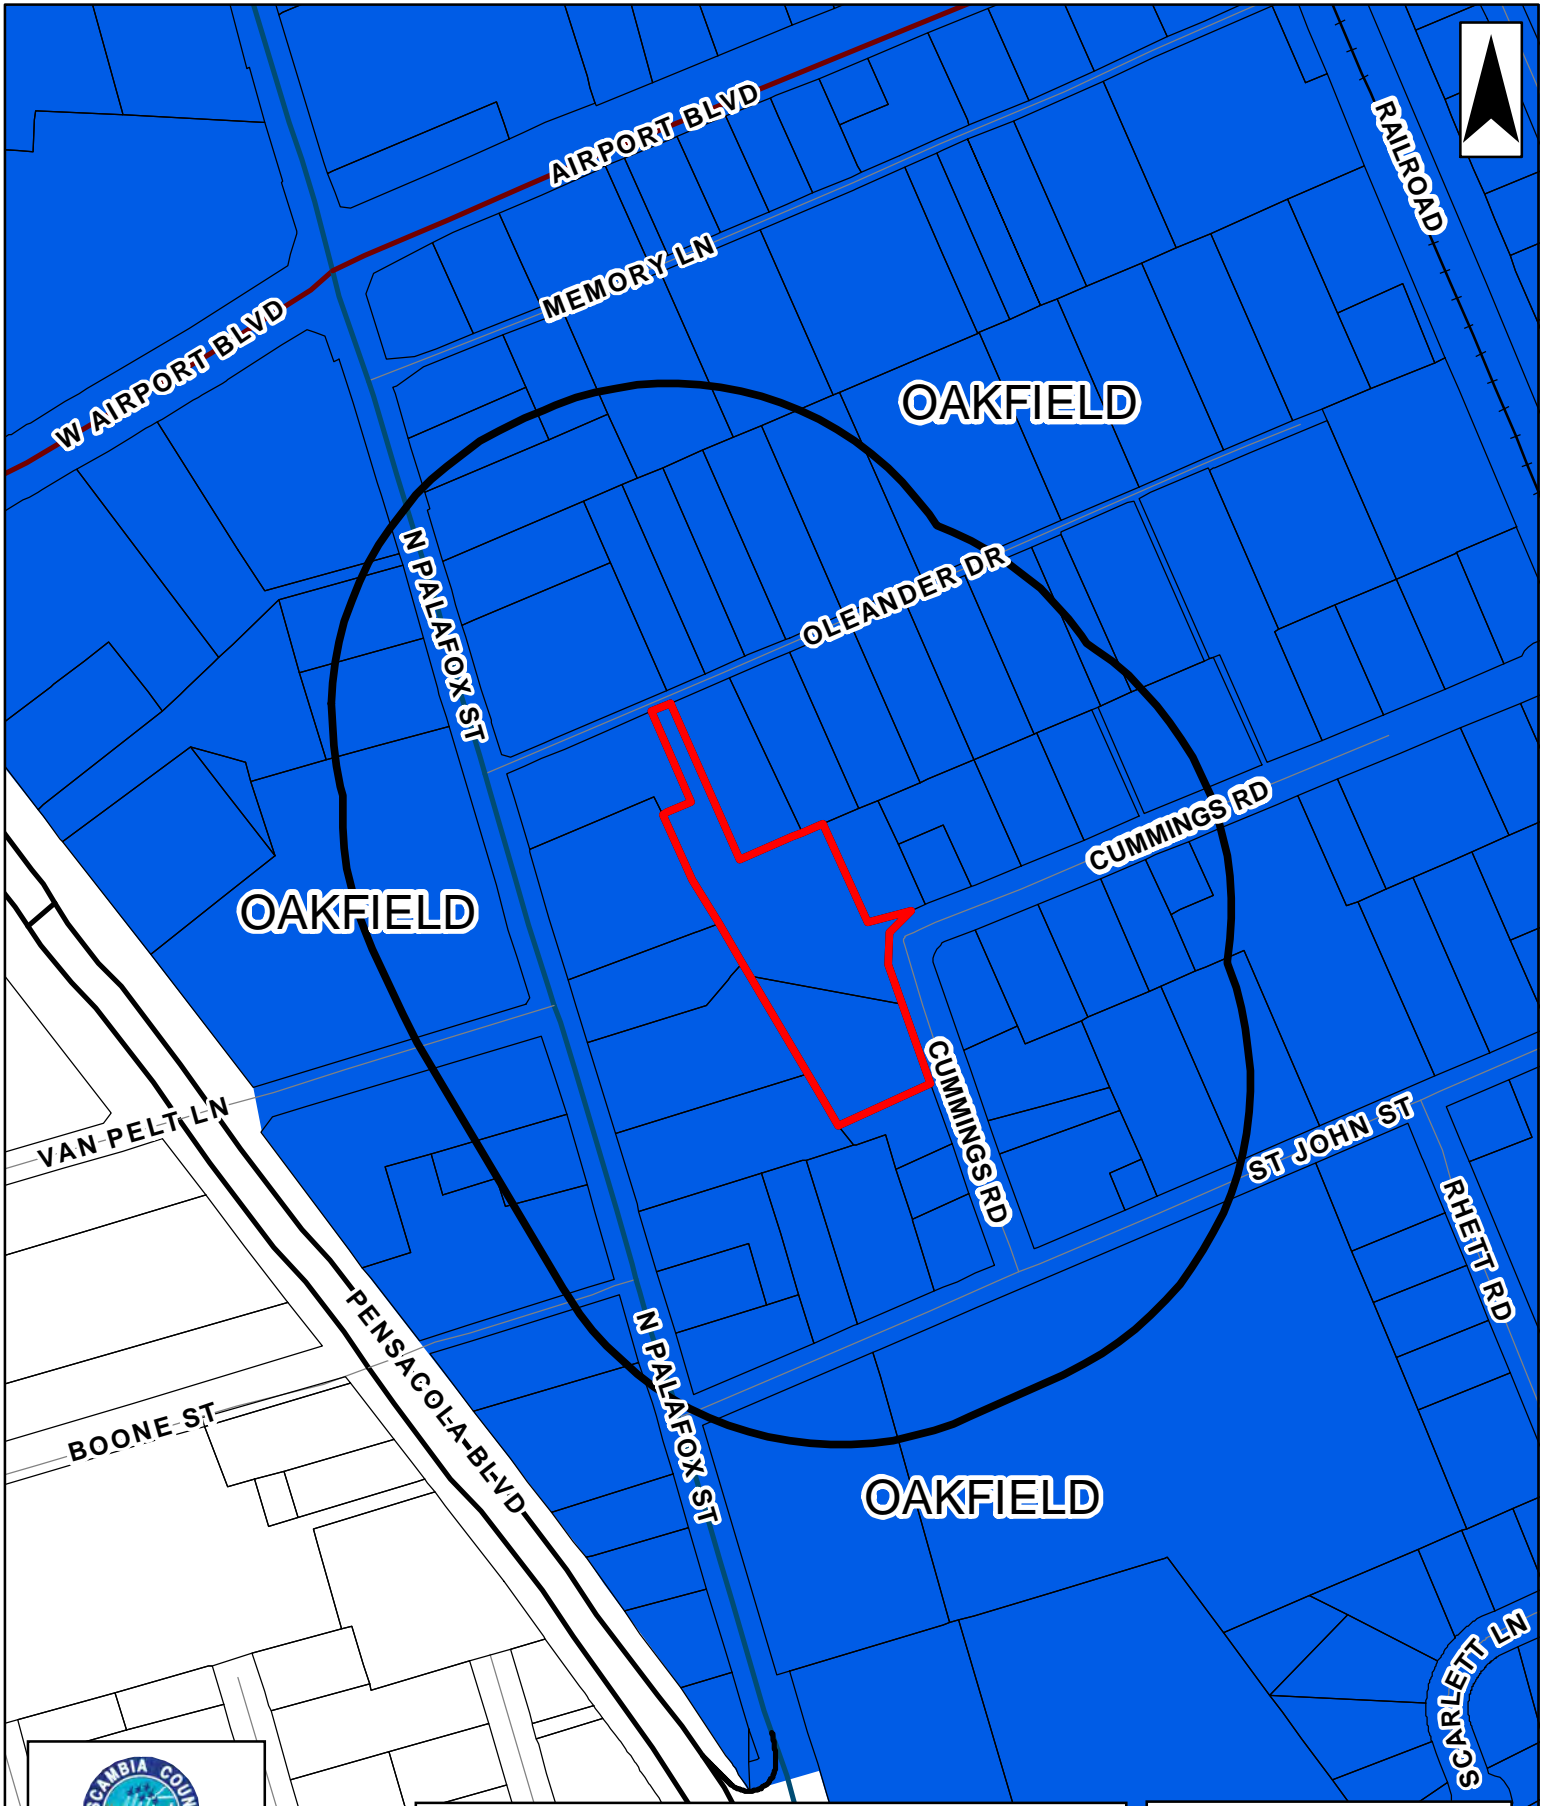 AIRPORT BLVD
RAILROAD
MEMORY LN
W AIRPORT BLVD
OAKFIELD
N PALAFOX ST
OLEANDER DR
CUMMINGS RD
OAKFIELD
CUMMINGS RD
VAN PELT LN
ST JOHN ST
RHETT RD
PENSACOLA BLVD
N PALAFOX ST
BOONE ST
OAKFIELD
SCARLETT LN